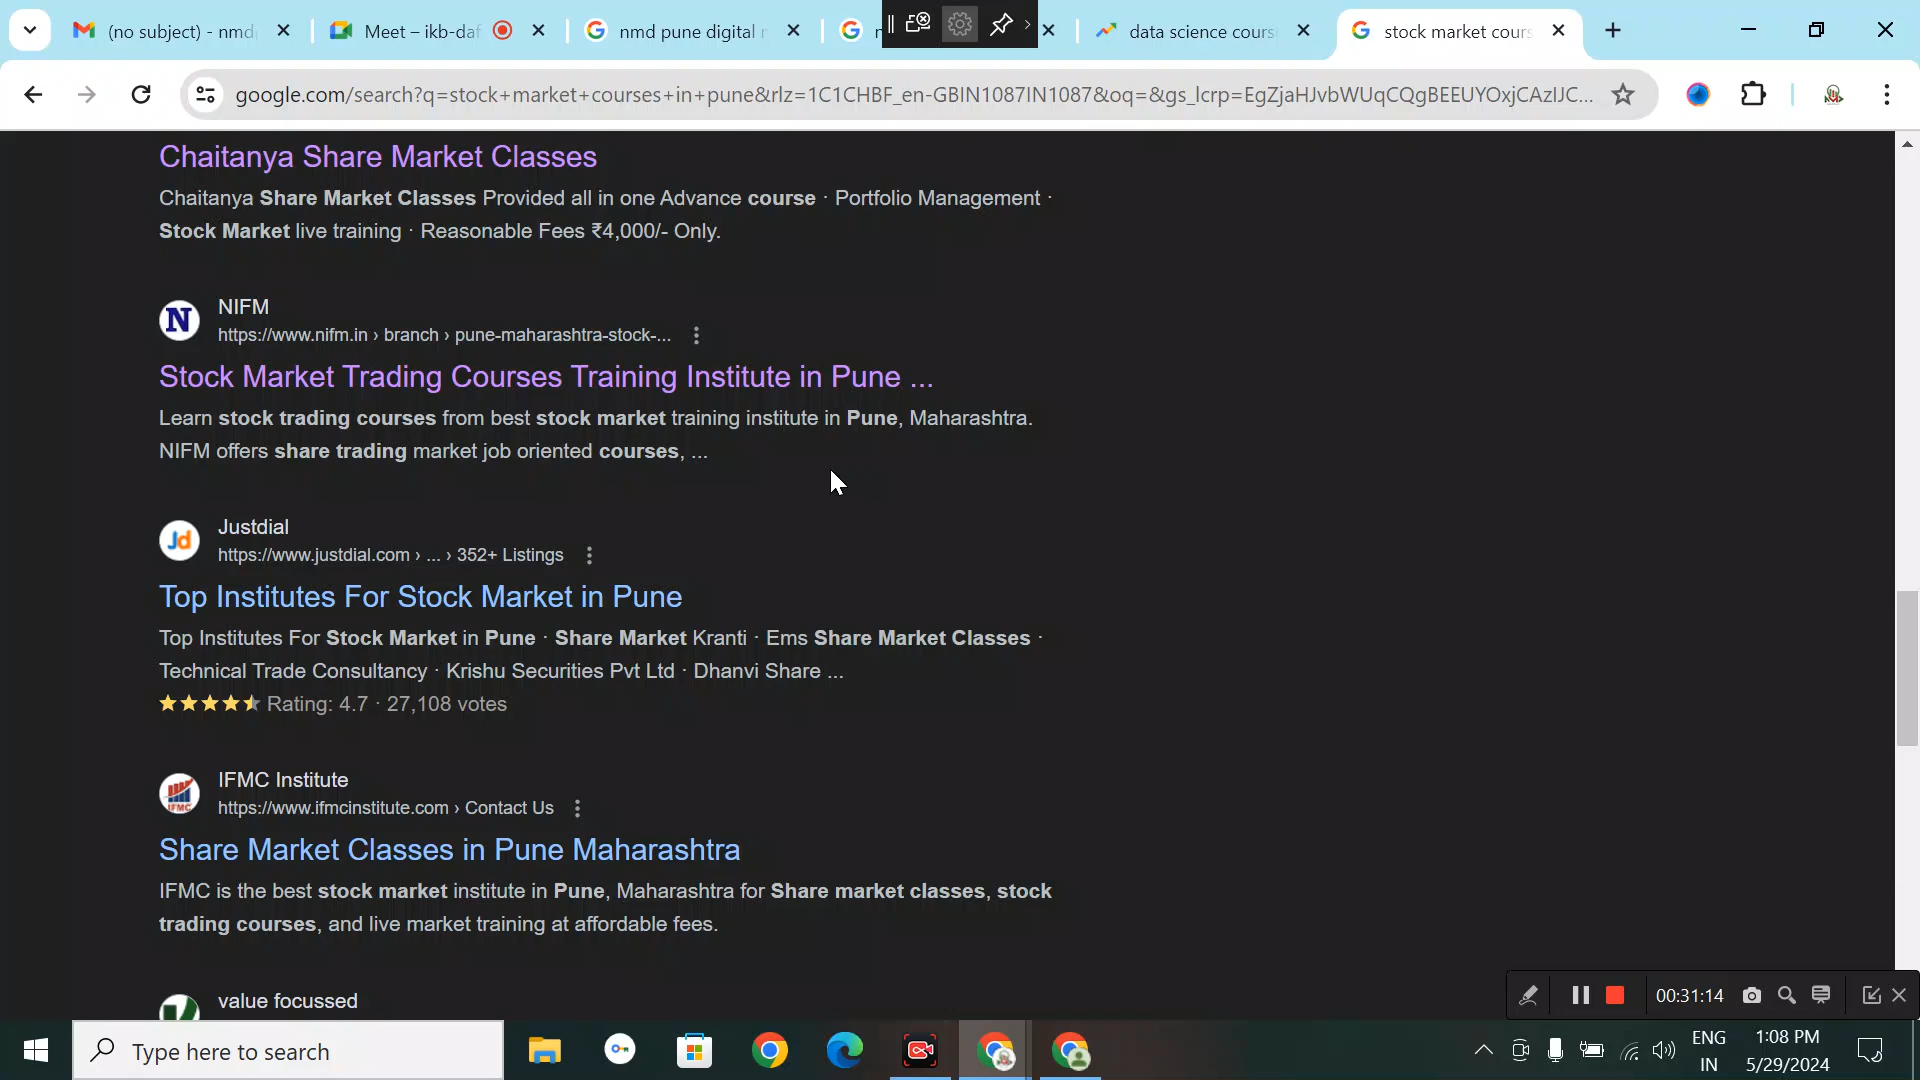 (no subject) - nmd
Meet – ikb-daf
nmd pune digital
data science cours
stock market cours
google.com/search?q=stock+market+courses+in+pune&rlz=1C1CHBF_en-GBIN1087IN1087&oq=&gs_lcrp=EgZjaHJvbWUqCQgBEEUYOxjCAzIJC...
Chaitanya Share Market Classes
Chaitanya Share Market Classes Provided all in one Advance course · Portfolio Management ·
Stock Market live training · Reasonable Fees ₹4,000/- Only.
NIFM
https://www.nifm.in › branch › pune-maharashtra-stock-...
Stock Market Trading Courses Training Institute in Pune ...
Learn stock trading courses from best stock market training institute in Pune, Maharashtra.
NIFM offers share trading market job oriented courses, ...
Justdial
https://www.justdial.com › ... › 352+ Listings
Top Institutes For Stock Market in Pune
Top Institutes For Stock Market in Pune · Share Market Kranti · Ems Share Market Classes ·
Technical Trade Consultancy · Krishu Securities Pvt Ltd · Dhanvi Share ...
Rating: 4.7 · 27,108 votes
IFMC Institute
https://www.ifmcinstitute.com › Contact Us
Share Market Classes in Pune Maharashtra
IFMC is the best stock market institute in Pune, Maharashtra for Share market classes, stock
trading courses, and live market training at affordable fees.
value focussed
00:31:14
Type here to search
ENG
IN
1:08 PM
5/29/2024